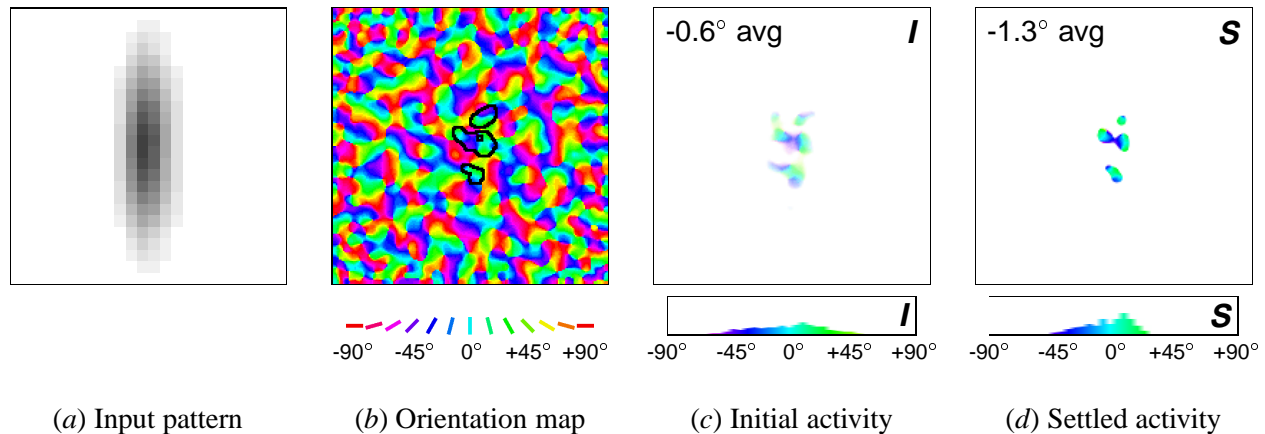 -0.6° avg I
-1.3° avg S
I
S
-90° -45° 0° +45° +90°
-90° -45° 0° +45° +90°
-90° -45° 0° +45° +90°
(a) Input pattern
(b) Orientation map
(c) Initial activity
(d) Settled activity